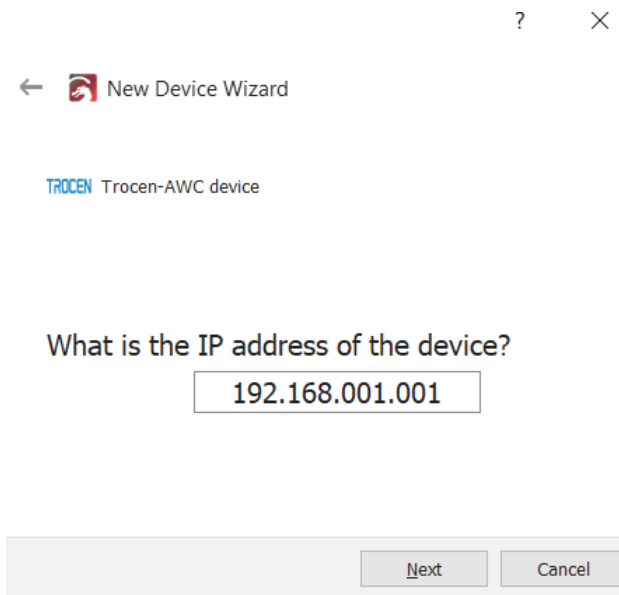 ?
New Device Wizard
TROCEN Trocen-AWC device
What is the IP address of the device?
192.168.001.001
Next Cancel